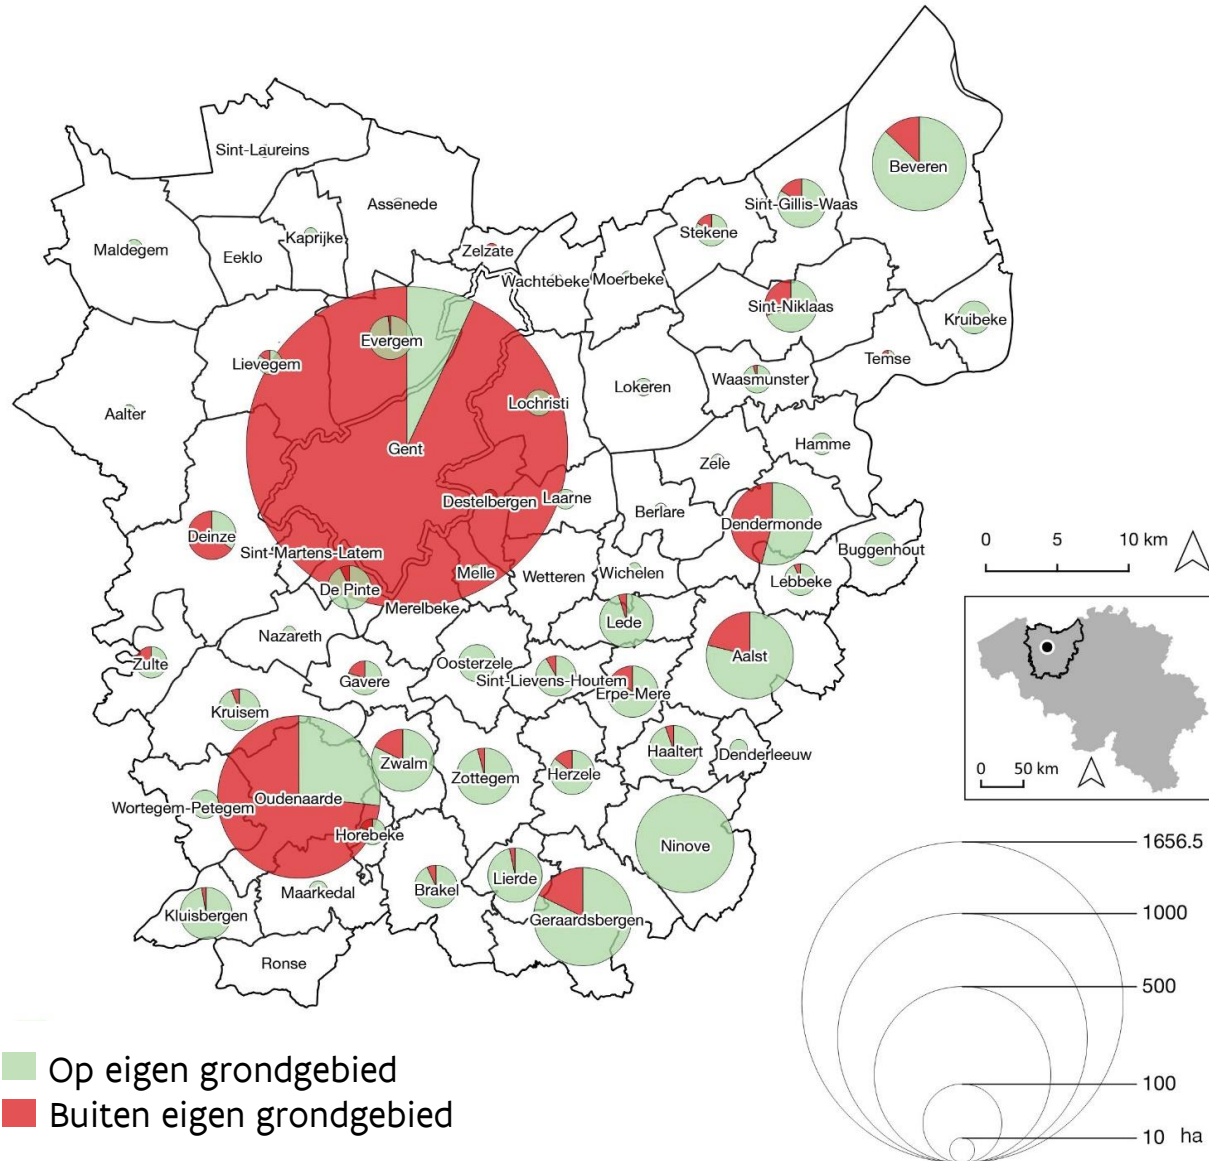 Sint-Laureins
Assenede
Beveren
Sint-Gillis-Waas
Stekene
Kaprijke
Maldegem
Eeklo
Zelzate
Wachtebeke
Moerbeke
Sint-Niklaas
Kruibeke
Evergem
Lievegem
Temse
Waasmunster
Lokeren
Aalter
Lochristi
Gent
Hamme
Zele
Destelbergen
Laarne
Berlare
Dendermonde
Deinze
Buggenhout
Sint-Martens-Latem
De Pinte
Melle
Wetteren
Wichelen
Lebbeke
Merelbeke
Lede
Nazareth
Aalst
Zulte
Oosterzele
Gavere
Sint-Lievens-Houtem
Erpe-Mere
Kruisem
Haaltert
Denderleeuw
Zwalm
Zottegem
Herzele
Oudenaarde
Wortegem-Petegem
Horebeke
Ninove
Maarkedal
Brakel
Lierde
Kluisbergen
Geraardsbergen
Ronse
0 5 10 km
0 50 km
1656.5
1000
500
100
10 ha
Op eigen grondgebied
Buiten eigen grondgebied